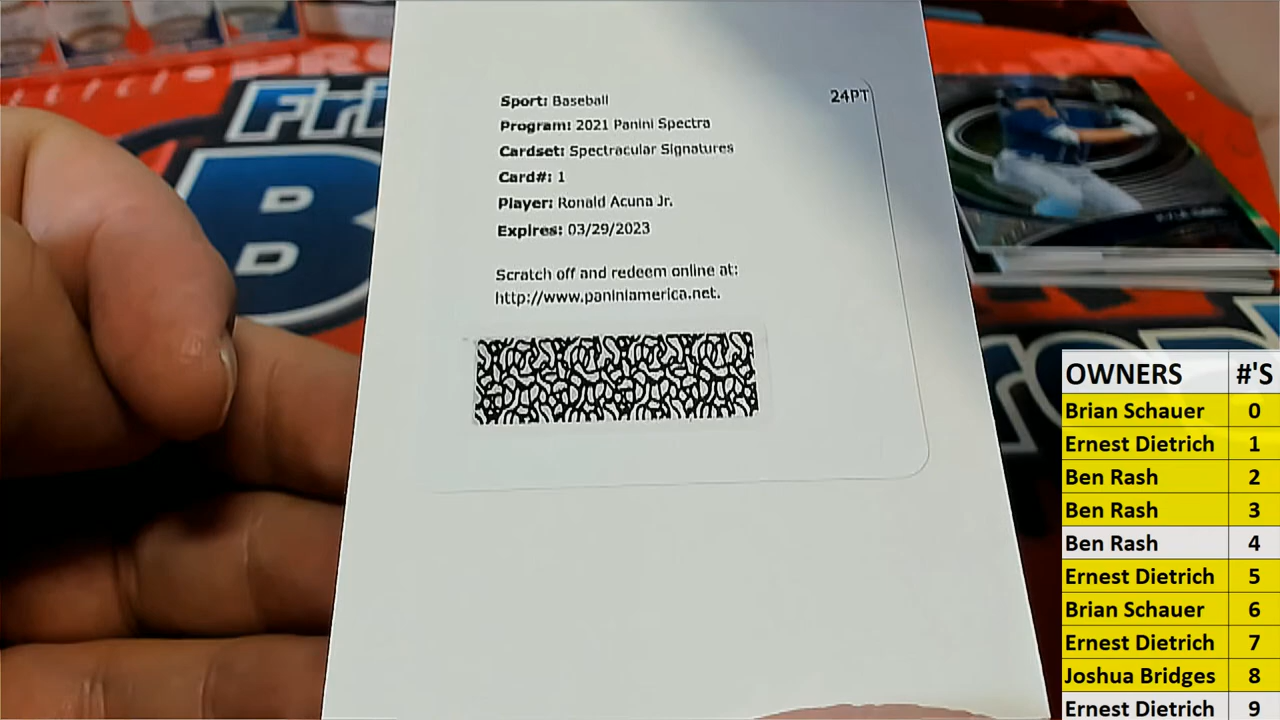 Sport: Baseball
24PT
Program: 2021 Panini Spectra
Cardset: Spectracular Signatures
Card#: 1
Player: Ronald Acuna Jr.
Expires: 03/29/2023
Scratch off and redeem online at:
http://www.paniniamerica.net.
Fri
B
OWNERS #'S
Brian Schauer 0
Ernest Dietrich 1
Ben Rash 2
Ben Rash 3
Ben Rash 4
Ernest Dietrich 5
Brian Schauer 6
Ernest Dietrich 7
Joshua Bridges 8
Ernest Dietrich 9